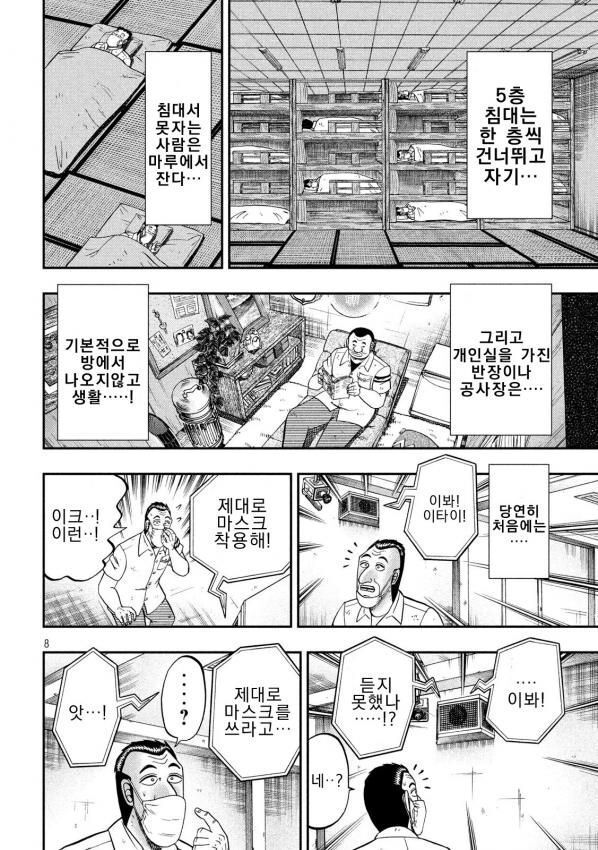 5층
침대는
한 층씩
건너뛰고
자기…
침대서
못자는
사람은
마루에서
잔다…
그리고
개인실을 가진
반장이나
공사장은‥‥
기본적으로
방에서
나오지않고
생활‥‥‥!
당연히
처음에는
‥‥
이봐!
이타이!
제대로
마스크
착용해!
이크‥!
이런‥!
‥‥
이봐!
듣지
못했나
‥‥‥!?
네‥?
제대로
마스크를
쓰라고…
‥‥?
앗…!
8